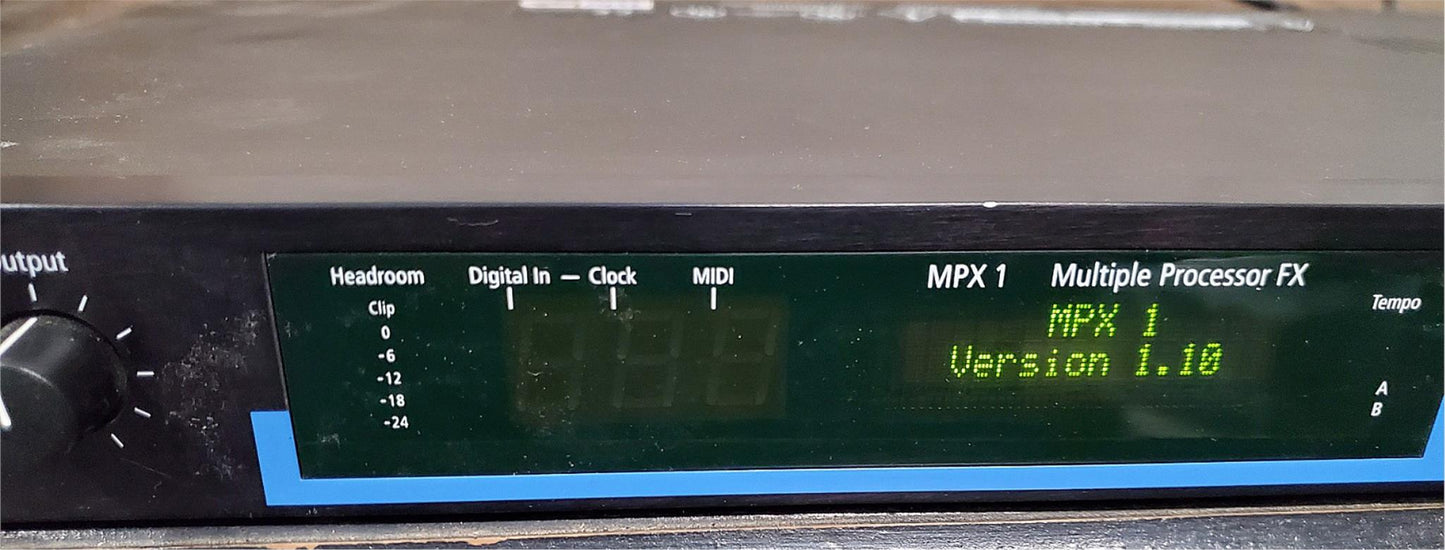 utput
Headroom
Clip
0
-6
-12
-18
-24
Digital In — Clock
MIDI
MPX 1 Multiple Processor FX
MPX 1
Version 1.10
Tempo
A
B